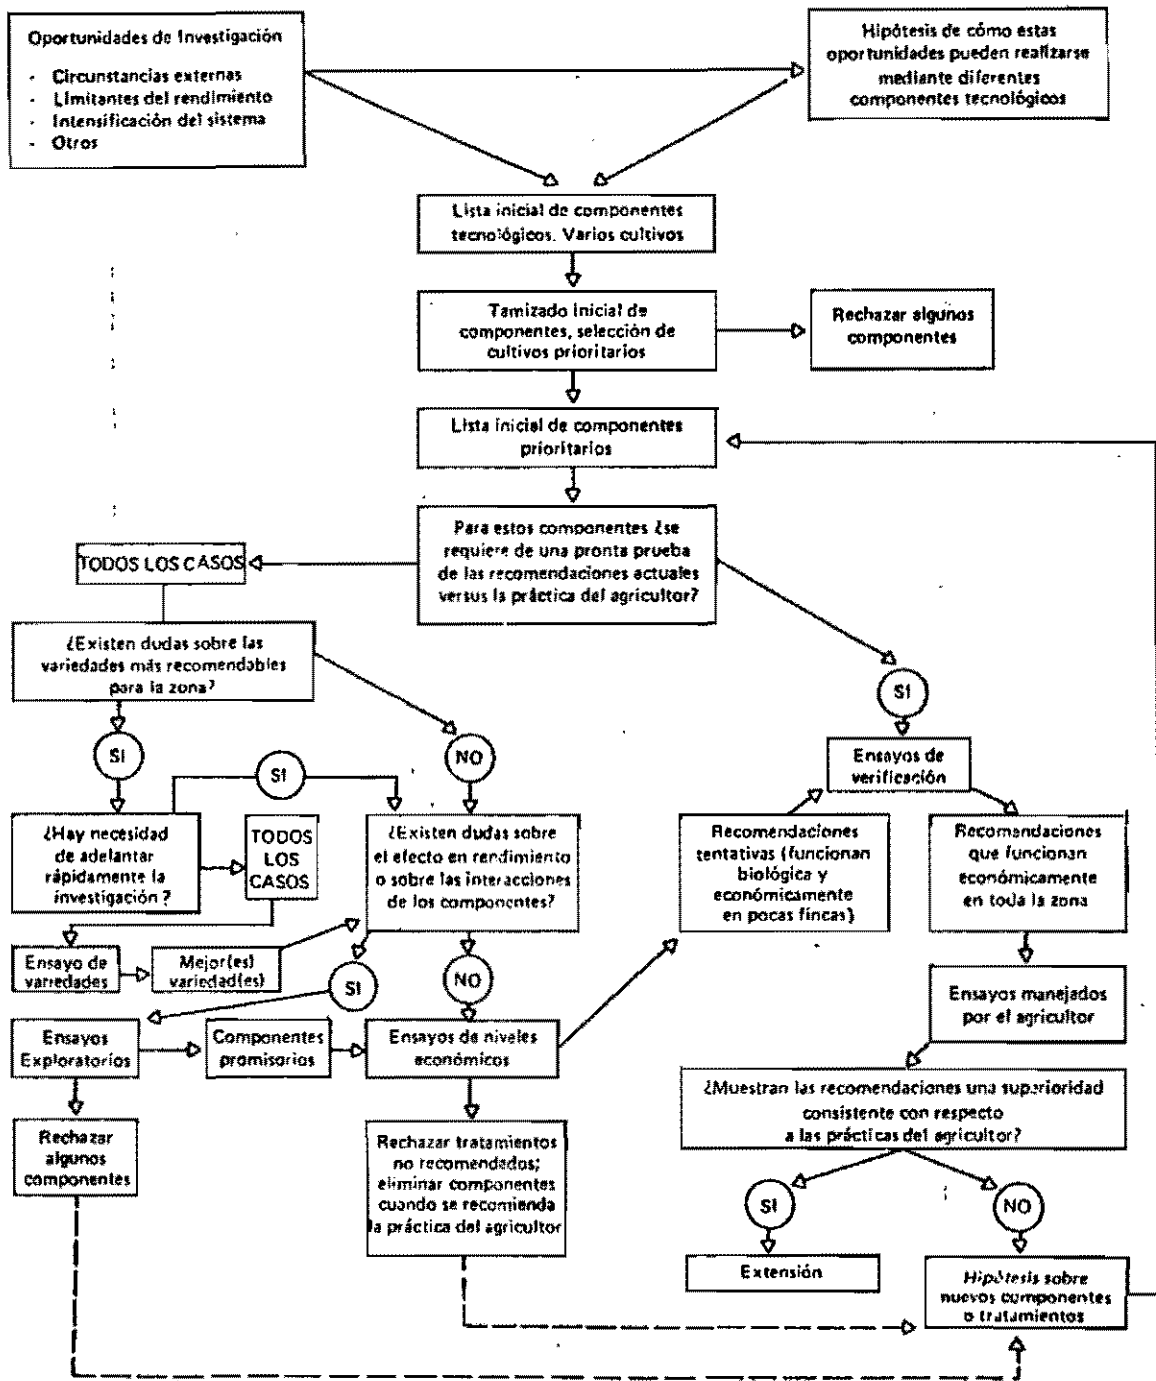 Oportunidades de Investigación
- Circunstancias externas
- Limitantes del rendimiento
- Intensificación del sistema
- Otros
Hipótesis de cómo estas
oportunidades pueden realizarse
mediante diferentes
componentes tecnológicos
Lista inicial de componentes
tecnológicos. Varios cultivos
Tamizado Inicial de
componentes, selección de
cultivos prioritarios
Rechazar algunos
componentes
Lista inicial de componentes
prioritarios
Para estos componentes ¿se
requiere de una pronta prueba
de las recomendaciones actuales
versus la práctica del agricultor?
TODOS LOS CASOS
¿Existen dudas sobre las
variedades más recomendables
para la zona?
SI
SI
NO
SI
Ensayos de
verificación
¿Hay necesidad
de adelantar
rápidamente la
investigación?
TODOS
LOS
CASOS
¿Existen dudas sobre
el efecto en rendimiento
o sobre las interacciones
de los componentes?
Recomendaciones
tentativas (funcionan
biológica y
económicamente
en pocas fincas)
Recomendaciones
que funcionan
económicamente
en toda la zona
Ensayo de
variedades
Mejor(es)
variedad(es)
SI
NO
Ensayos manejados
por el agricultor
Ensayos
Exploratorios
Componentes
promisorios
Ensayos de niveles
económicos
¿Muestran las recomendaciones una superioridad
consistente con respecto
a las prácticas del agricultor?
Rechazar
algunos
componentes
Rechazar tratamientos
no recomendados;
eliminar componentes
cuando se recomienda
la práctica del agricultor
SI
NO
Extensión
Hipótesis sobre
nuevos componentes
o tratamientos